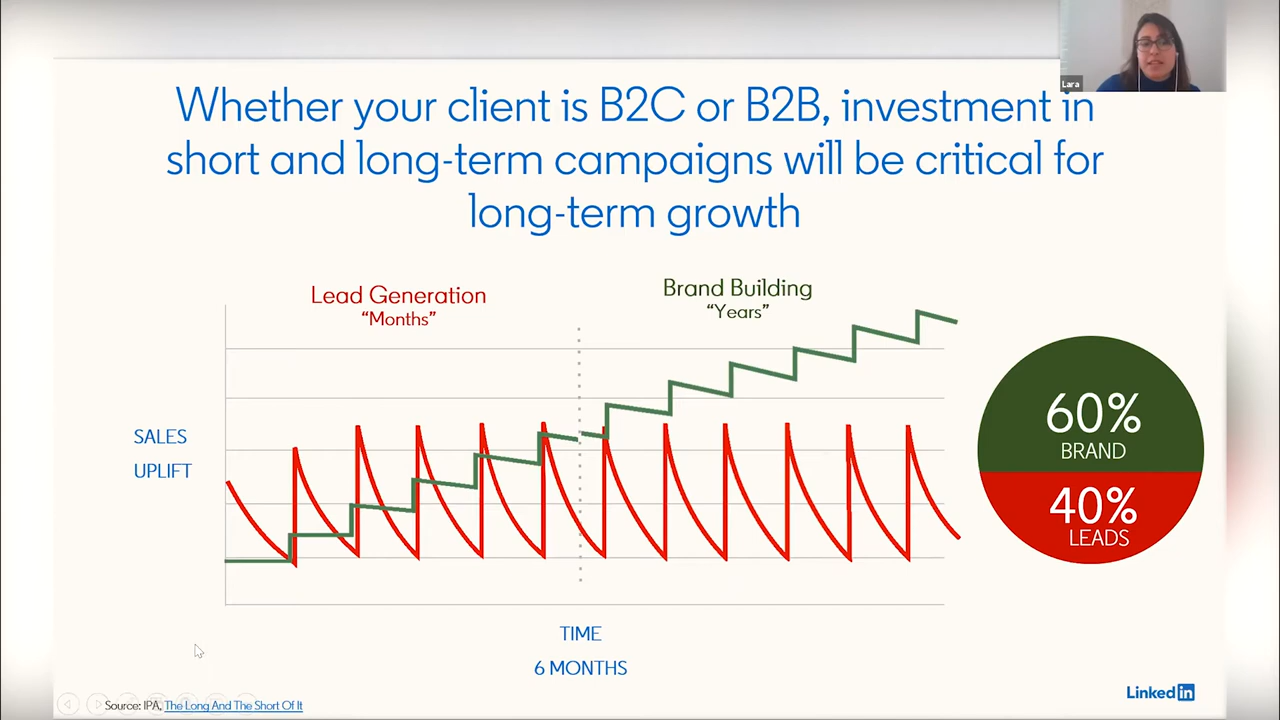 Lara
Whether your client is B2C or B2B, investment in
short and long-term campaigns will be critical for
long-term growth
Lead Generation
“Months”
Brand Building
“Years”
SALES
UPLIFT
60%
BRAND
40%
LEADS
TIME
6 MONTHS
Source: IPA, The Long And The Short Of It
Linked in